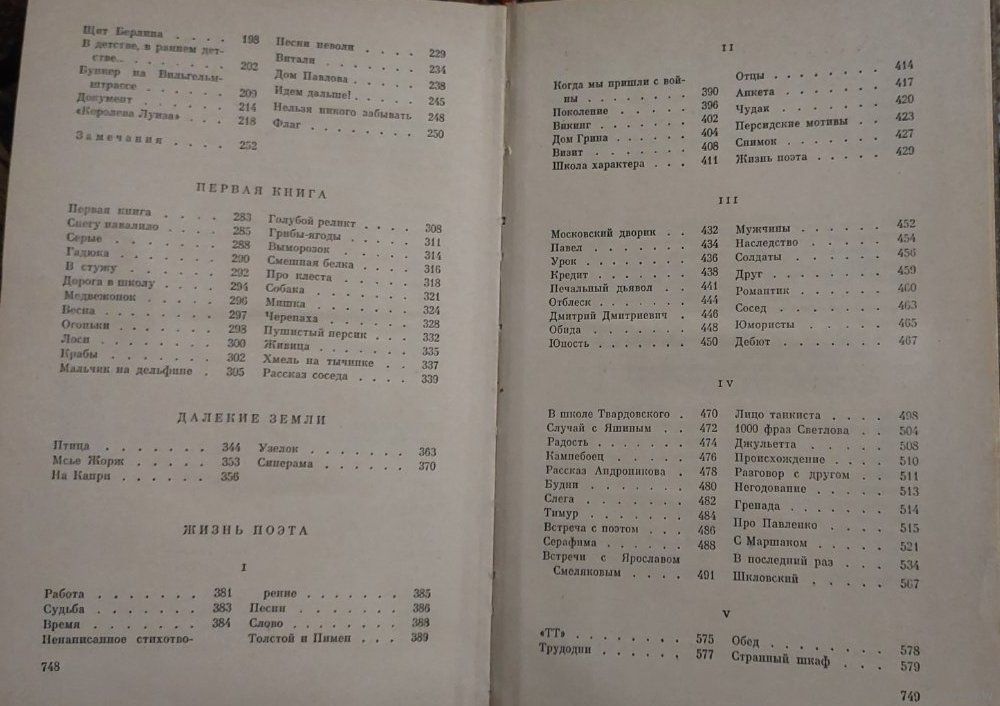 Щит Берлина . . . . 198
В детстве, в раннем дет-
стве.. . . . . . . . 202
Бункер на Вильгельм-
штрассе . . . . . . 209
Документ . . . . . . 214
«Королева Луиза» . . . 218
Замечания . . . . 252
Песни неволи . . . . 229
Витали . . . . . . . 234
Дом Павлова . . . . 238
Идем дальше! . . . . 245
Нельзя никого забывать 248
Флаг . . . . . . . . 250
ПЕРВАЯ КНИГА
Первая книга . . . . 283
Снегу навалило . . . . 285
Серые . . . . . . . 288
Гадюка . . . . . . . 290
В стужу . . . . . . 292
Дорога в школу . . . . 294
Медвежонок . . . . . 296
Весна . . . . . . . 297
Огоньки . . . . . . 298
Лоси . . . . . . . . 300
Крабы . . . . . . . 302
Мальчик на дельфине . 305
Голубой реликт . . . . 308
Грибы-ягоды . . . . . 311
Выморозок . . . . . 314
Смешная белка . . . . 316
Про клеста . . . . . 318
Собака . . . . . . . 321
Мишка . . . . . . . 324
Черепаха . . . . . . 328
Пушистый персик . . . 332
Живица . . . . . . . 335
Хмель на тычинке . . 337
Рассказ соседа . . . . 339
ДАЛЕКИЕ ЗЕМЛИ
Птица . . . . . . . 344
Мсье Жорж . . . . . 353
На Капри . . . . . . 356
Узелок . . . . . . . 363
Синерама . . . . . . 370
ЖИЗНЬ ПОЭТА
I
Работа . . . . . . . 381
Судьба . . . . . . . 383
Время . . . . . . . 384
Ненаписанное стихотво-
рение . . . . . . . 385
Песни . . . . . . . 386
Слово . . . . . . . 388
Толстой и Пимен . . . 389
748
II
Когда мы пришли с вой-
ны . . . . . . . . 390
Поколение . . . . . 396
Викинг . . . . . . . 402
Дом Грина . . . . . 404
Визит . . . . . . . 408
Школа характера . . . 411
Отцы . . . . . . . . 414
Анкета . . . . . . . 417
Чудак . . . . . . . 420
Персидские мотивы . . 423
Снимок . . . . . . . 427
Жизнь поэта . . . . . 429
III
Московский дворик . . 432
Павел . . . . . . . 434
Урок . . . . . . . . 436
Кредит . . . . . . . 438
Печальный дьявол . . 441
Отблеск . . . . . . 444
Дмитрий Дмитриевич . 446
Обида . . . . . . . 448
Юность . . . . . . . 450
Мужчины . . . . . . 452
Наследство . . . . . 454
Солдаты . . . . . . 456
Друг . . . . . . . . 459
Романтик . . . . . . 460
Сосед . . . . . . . 463
Юмористы . . . . . 465
Дебют . . . . . . . 467
IV
В школе Твардовского . 470
Случай с Яшиным . . 472
Радость . . . . . . 474
Кампебоец . . . . . 476
Рассказ Андроникова . 478
Будни . . . . . . . 480
Слега . . . . . . . 482
Тимур . . . . . . . 484
Встреча с поэтом . . . 486
Серафима . . . . . . 488
Встречи с Ярославом
Смеляковым . . . . 491
Лицо танкиста . . . . 498
1000 фраз Светлова . . 504
Джульетта . . . . . 508
Происхождение . . . . 510
Разговор с другом . . . 511
Негодование . . . . . 513
Гренада . . . . . . 514
Про Павленко . . . . 515
С Маршаком . . . . . 521
В последний раз . . . 534
Шкловский . . . . . 567
V
«ТТ» . . . . . . . . 575
Трудодни . . . . . . 577
Обед . . . . . . . . 578
Странный шкаф . . . 579
749